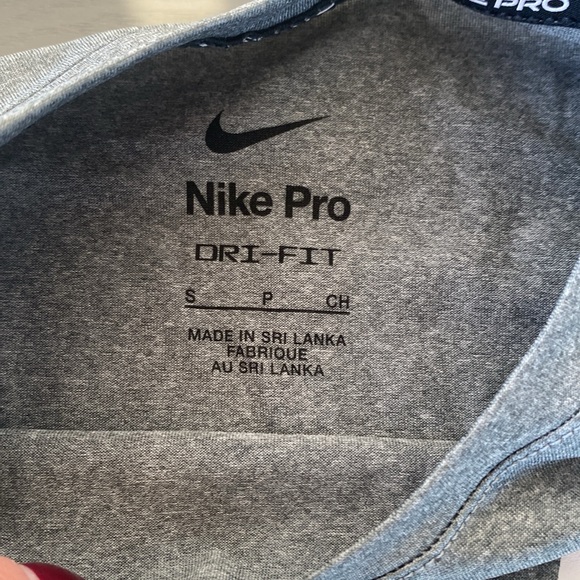 PRO
Nike Pro
DRI-FIT
S P CH
MADE IN SRI LANKA
FABRIQUE
AU SRI LANKA